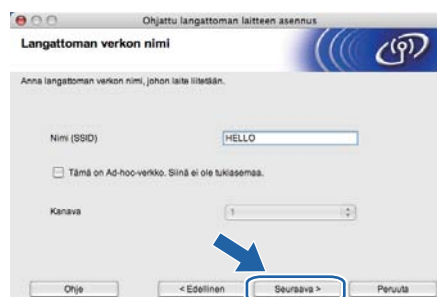 Ohjattu langattoman laitteen asennus
Langattoman verkon nimi
Anna langattoman verkon nimi, johon laite liitetään.
Nimi (SSID) HELLO
Tämä on Ad-hoc-verkko. Siinä ei ole tukiasemaa.
Kanava 1
Ohje < Edellinen Seuraava > Peruuta